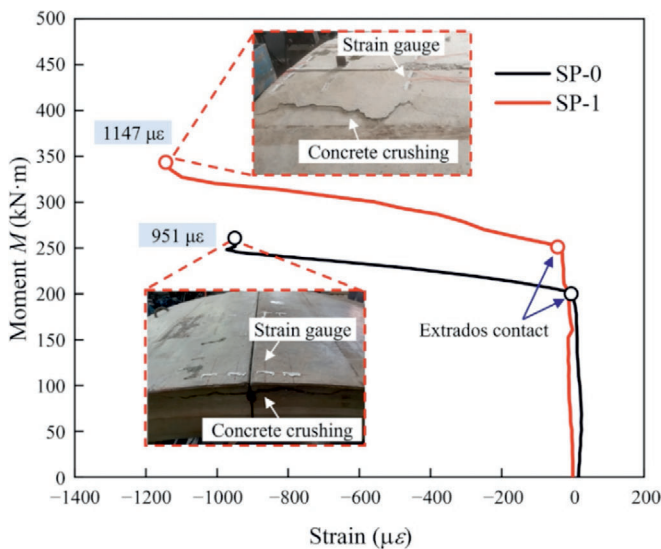 500
450
400
350
300
250
200
150
100
50
0
Moment M (kN·m)
−1400 −1200 −1000 −800 −600 −400 −200 0 200
Strain (με)
SP-0
SP-1
Strain gauge
Concrete crushing
1147 με
951 με
Extrados contact
Strain gauge
Concrete crushing